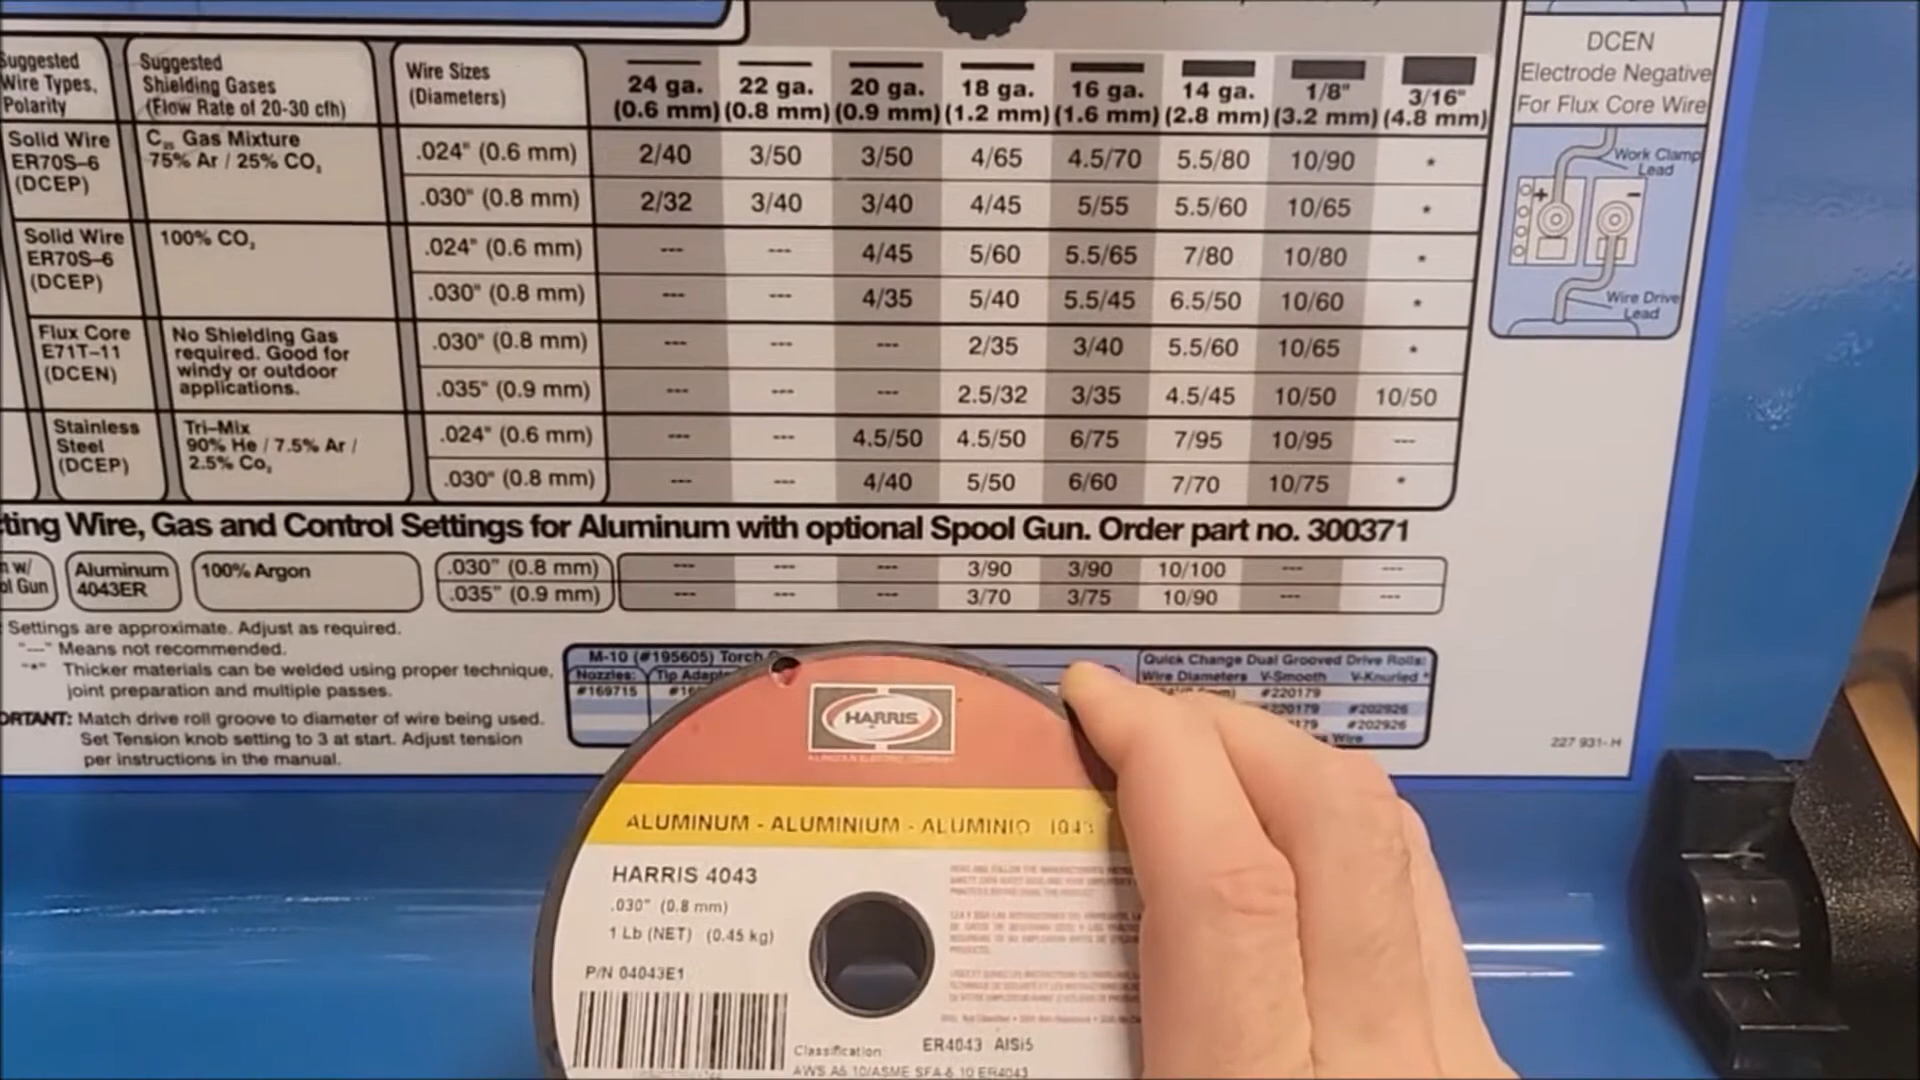 Suggested Wire Types, Polarity
Suggested Shielding Gases (Flow Rate of 20-30 cfh)
Wire Sizes (Diameters)
24 ga. (0.6 mm) 22 ga. (0.8 mm) 20 ga. (0.9 mm) 18 ga. (1.2 mm) 16 ga. (1.6 mm) 14 ga. (2.8 mm) 1/8" (3.2 mm) 3/16" (4.8 mm)
Solid Wire ER70S-6 (DCEP)
C25 Gas Mixture 75% Ar / 25% CO2
.024" (0.6 mm) 2/40 3/50 3/50 4/65 4.5/70 5.5/80 10/90 *
.030" (0.8 mm) 2/32 3/40 3/40 4/45 5/55 5.5/60 10/65 *
Solid Wire ER70S-6 (DCEP)
100% CO2
.024" (0.6 mm) --- --- 4/45 5/60 5.5/65 7/80 10/80 *
.030" (0.8 mm) --- --- 4/35 5/40 5.5/45 6.5/50 10/60 *
Flux Core E71T-11 (DCEN)
No Shielding Gas required. Good for windy or outdoor applications.
.030" (0.8 mm) --- --- --- 2/35 3/40 5.5/60 10/65 *
.035" (0.9 mm) --- --- --- 2.5/32 3/35 4.5/45 10/50 10/50
Stainless Steel (DCEP)
Tri-Mix 90% He / 7.5% Ar / 2.5% Co2
.024" (0.6 mm) --- --- 4.5/50 4.5/50 6/75 7/95 10/95 ---
.030" (0.8 mm) --- --- 4/40 5/50 6/60 7/70 10/75 *
DCEN
Electrode Negative
For Flux Core Wire
Work Clamp
Lead
+ −
Wire Drive
Lead
ting Wire, Gas and Control Settings for Aluminum with optional Spool Gun. Order part no. 300371
w/ Gun
Aluminum 4043ER
100% Argon
.030" (0.8 mm) --- --- --- 3/90 3/90 10/100 --- ---
.035" (0.9 mm) --- --- --- 3/70 3/75 10/90 --- ---
Settings are approximate. Adjust as required.
"---" Means not recommended.
"*" Thicker materials can be welded using proper technique,
joint preparation and multiple passes.
ORTANT: Match drive roll groove to diameter of wire being used.
Set Tension knob setting to 3 at start. Adjust tension
per instructions in the manual.
M-10 (#195605) Torch
Nozzles: Tip Adap
#169715
Quick Change Dual Grooved Drive Rolls:
Wire Diameters V-Smooth V-Knurled *
#220179
#202926
#202926
Wire
227 931-H
HARRIS
A LINCOLN ELECTRIC COMPANY
ALUMINUM - ALUMINIUM - ALUMINIO
HARRIS 4043
.030" (0.8 mm)
1 Lb (NET) (0.45 kg)
P/N 04043E1
Classification ER4043 AlSi5
AWS A5.10/ASME SFA-5.10 ER4043